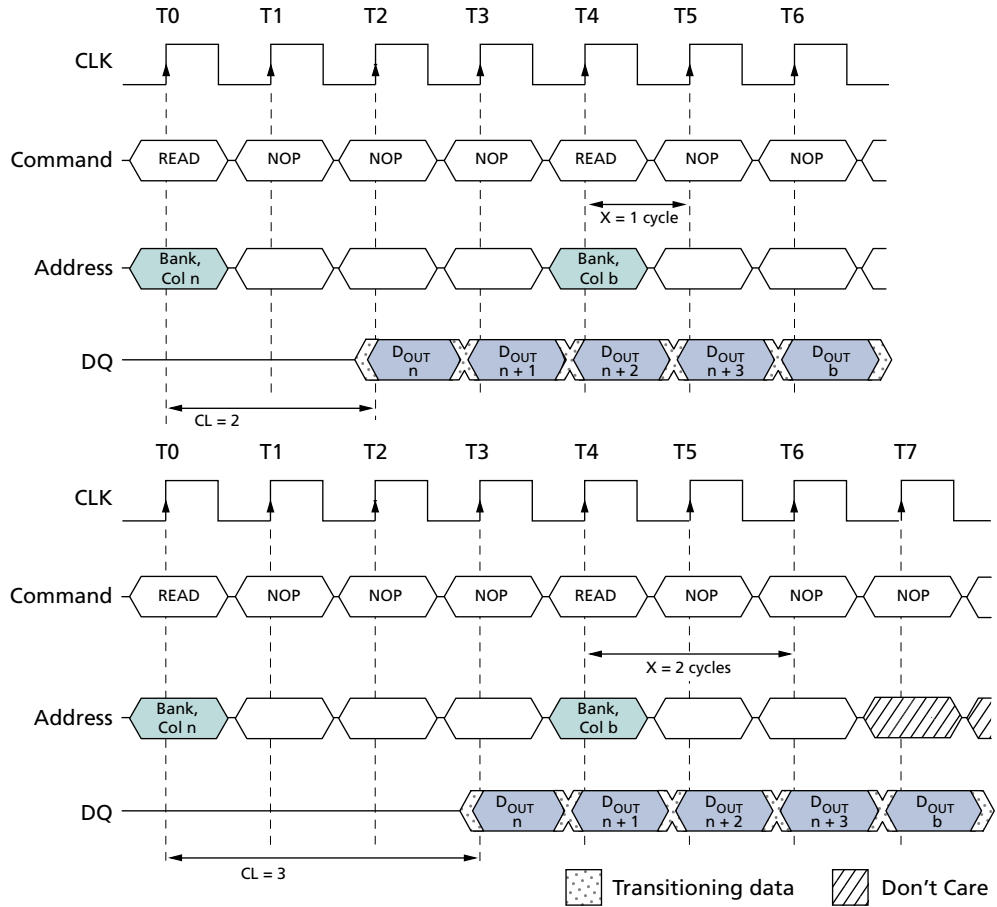 T0 T1 T2 T3 T4 T5 T6
CLK
Command READ NOP NOP NOP READ NOP NOP
X = 1 cycle
Address Bank, Col n Bank, Col b
DQ DOUT n DOUT n + 1 DOUT n + 2 DOUT n + 3 DOUT b
CL = 2
T0 T1 T2 T3 T4 T5 T6 T7
CLK
Command READ NOP NOP NOP READ NOP NOP NOP
X = 2 cycles
Address Bank, Col n Bank, Col b
DQ DOUT n DOUT n + 1 DOUT n + 2 DOUT n + 3 DOUT b
CL = 3
Transitioning data Don't Care